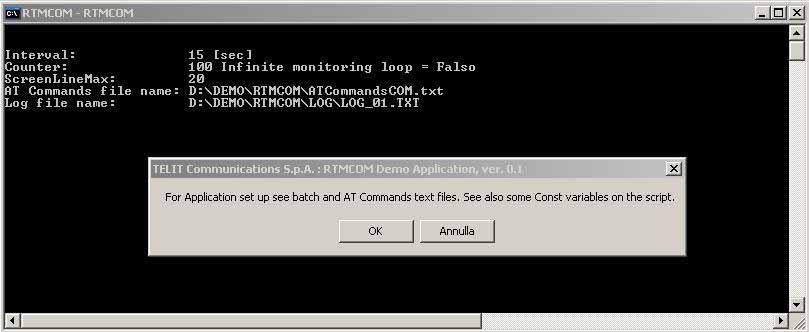 RTMCOM - RTMCOM
Interval: 15 [sec]
Counter: 100 Infinite monitoring loop = Falso
ScreenLineMax: 20
AT Commands file name: D:\DEMO\RTMCOM\ATCommandsCOM.txt
Log file name: D:\DEMO\RTMCOM\LOG\LOG_01.TXT
TELIT Communications S.p.A. : RTMCOM Demo Application, ver. 0.1
For Application set up see batch and AT Commands text files. See also some Const variables on the script.
OK Annulla